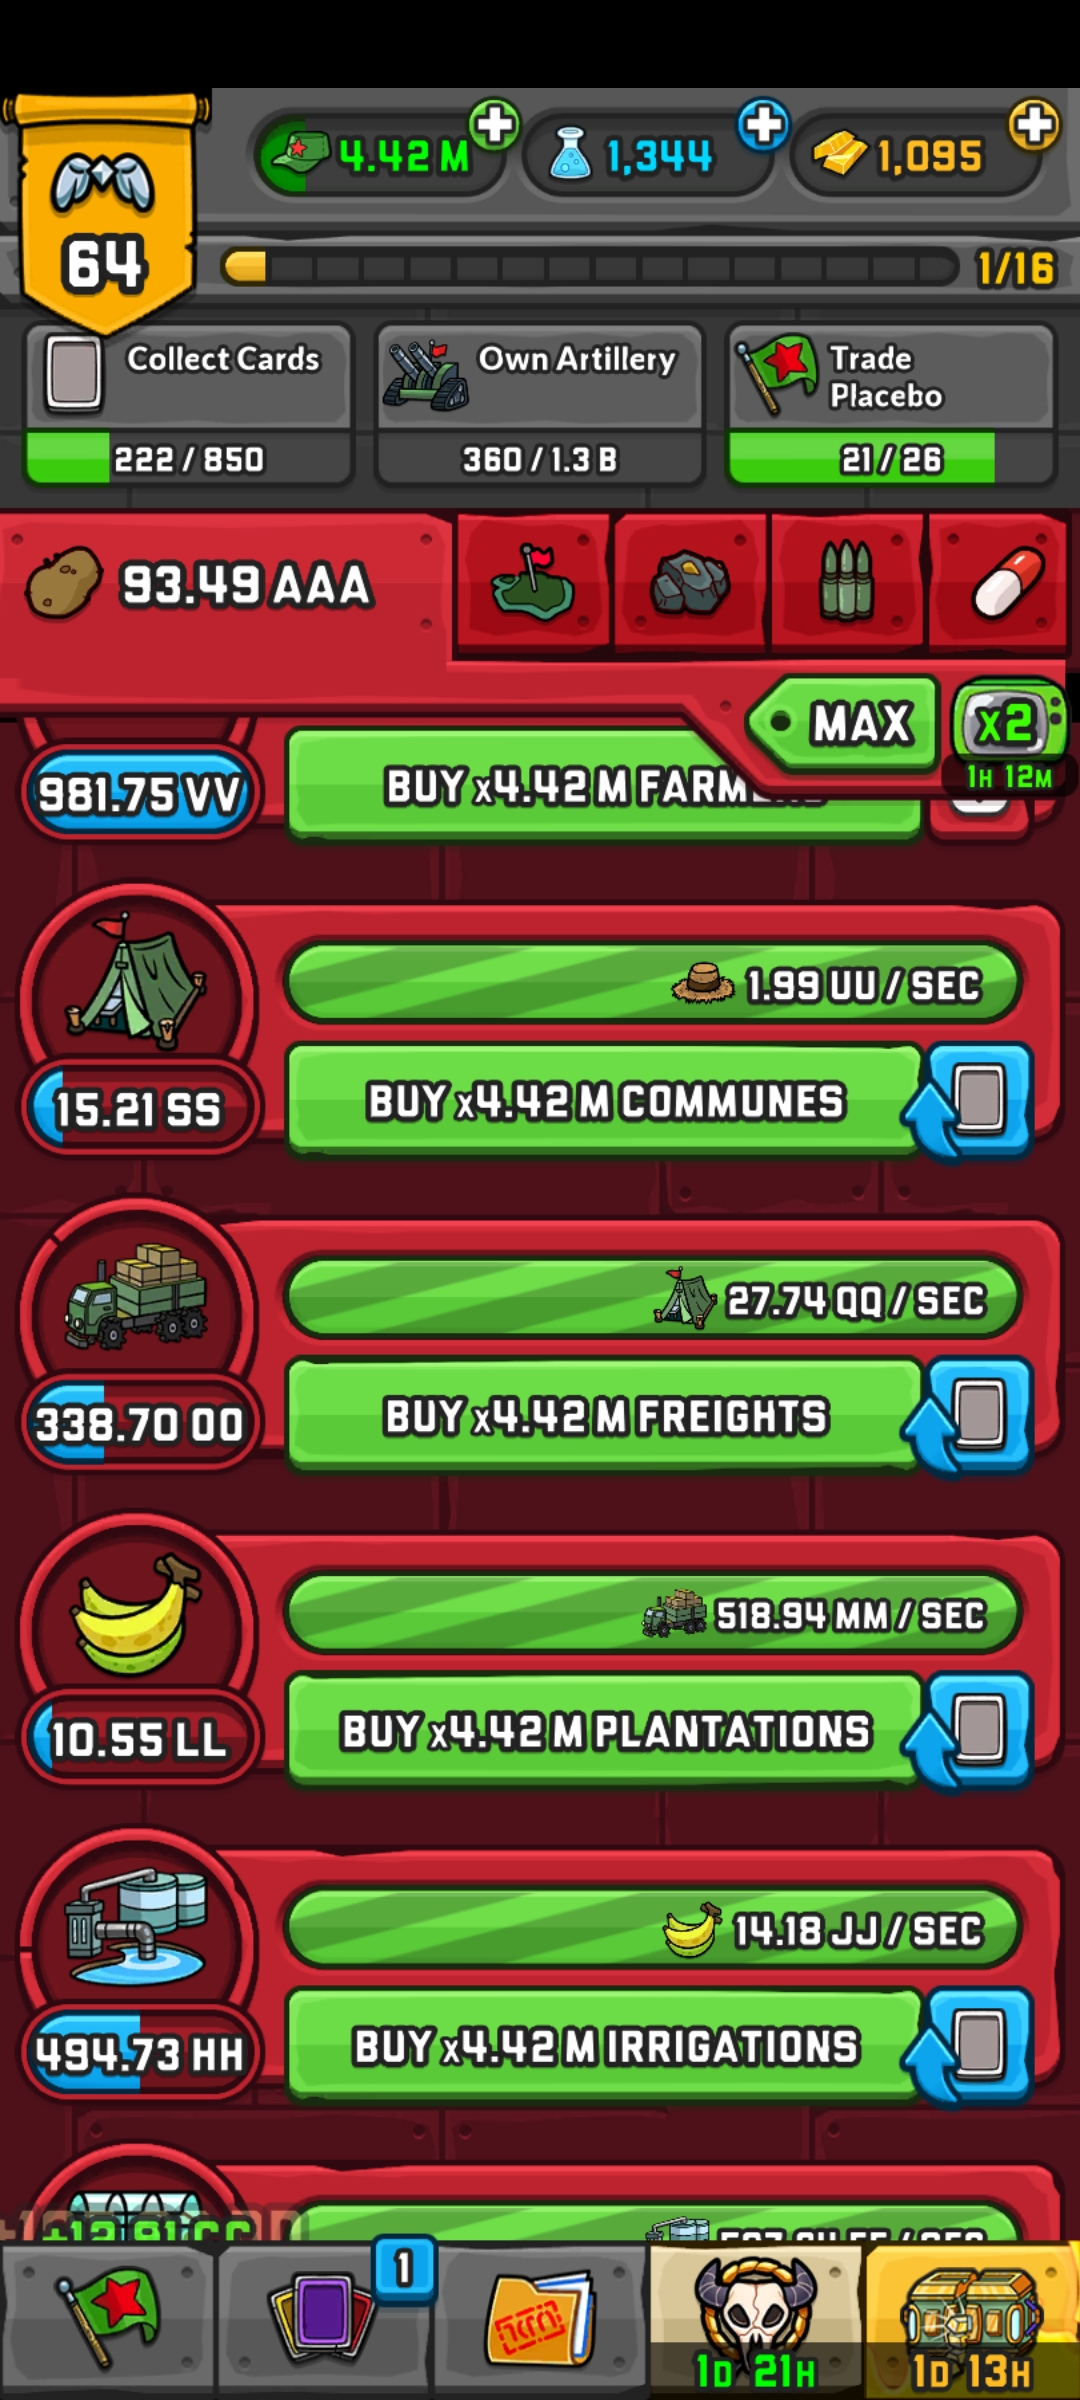 4.42 M
1,344
1,095
64
1/16
Collect Cards
222 / 850
Own Artillery
360 / 1.3 B
Trade
Placebo
21 / 26
93.49 AAA
MAX
x2
1H 12M
981.75 VV
BUY x4.42 M
1.99 UU / SEC
15.21 SS
BUY x4.42 M COMMUNES
27.74 QQ / SEC
338.70 OO
BUY x4.42 M FREIGHTS
518.94 MM / SEC
10.55 LL
BUY x4.42 M PLANTATIONS
14.18 JJ / SEC
494.73 HH
BUY x4.42 M IRRIGATIONS
1
1D 21H
1D 13H